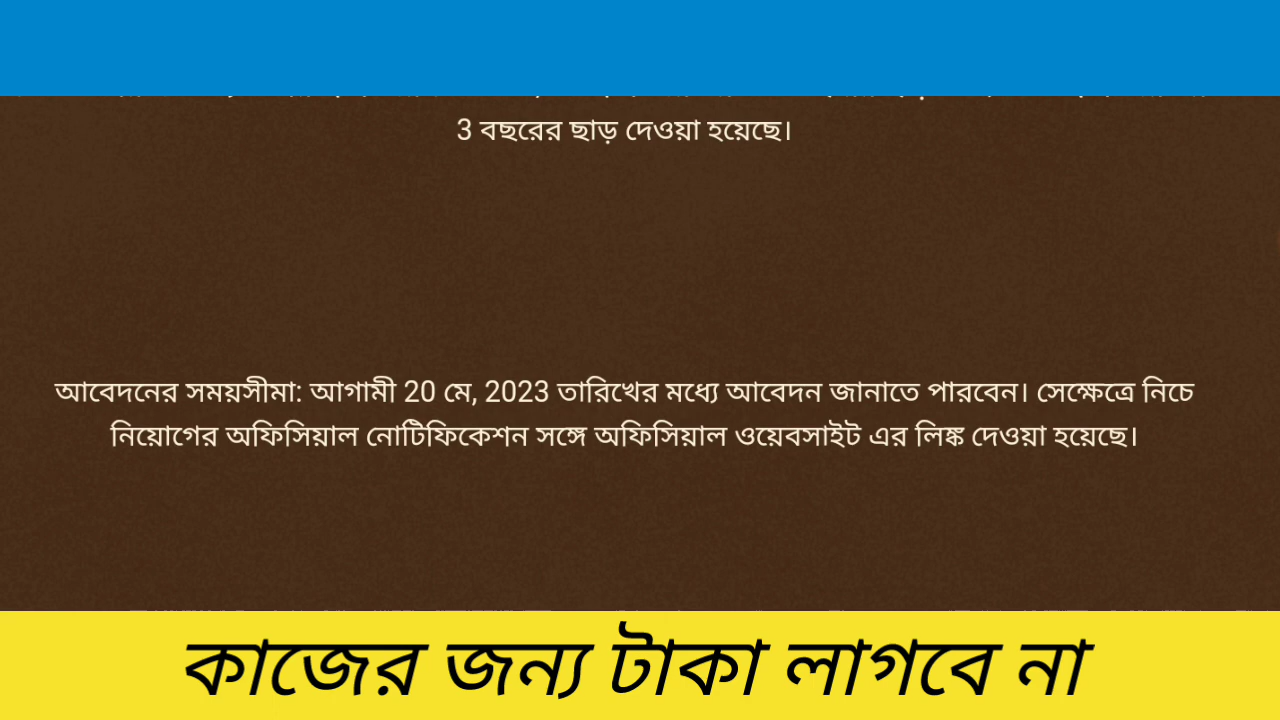 3 বছরের ছাড় দেওয়া হয়েছে।
আবেদনের সময়সীমা: আগামী 20 মে, 2023 তারিখের মধ্যে আবেদন জানাতে পারবেন। সেক্ষেত্রে নিচে
নিয়োগের অফিসিয়াল নোটিফিকেশন সঙ্গে অফিসিয়াল ওয়েবসাইট এর লিঙ্ক দেওয়া হয়েছে।
কাজের জন্য টাকা লাগবে না